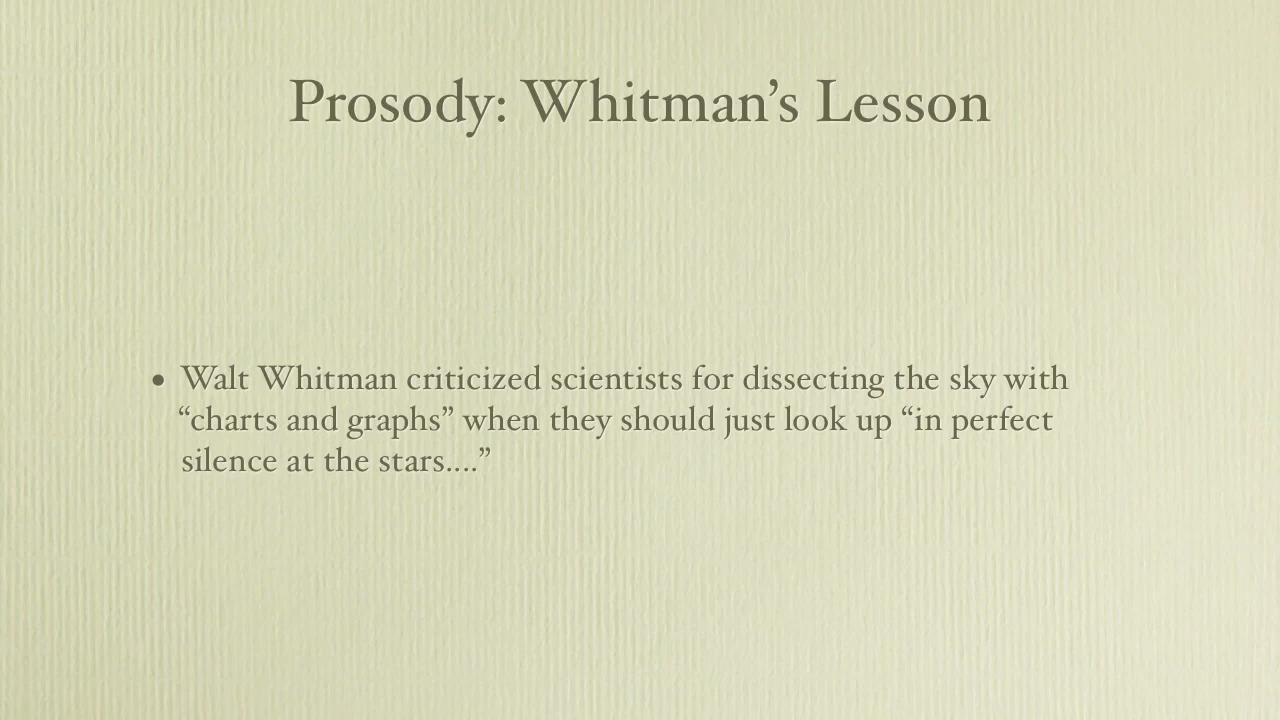 Prosody: Whitman’s Lesson
• Walt Whitman criticized scientists for dissecting the sky with
“charts and graphs” when they should just look up “in perfect
silence at the stars....”